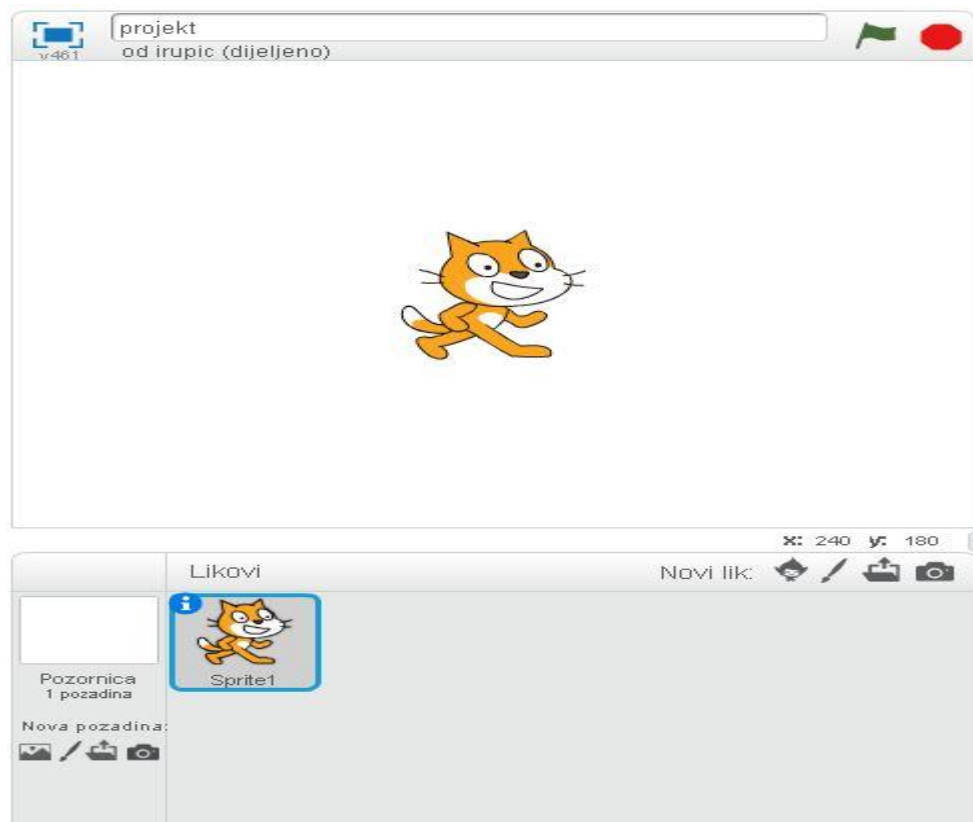 projekt
v461
od irupic (dijeljeno)
x: 240 y: 180
Likovi
Novi lik:
Sprite1
Pozornica
1 pozadina
Nova pozadina: